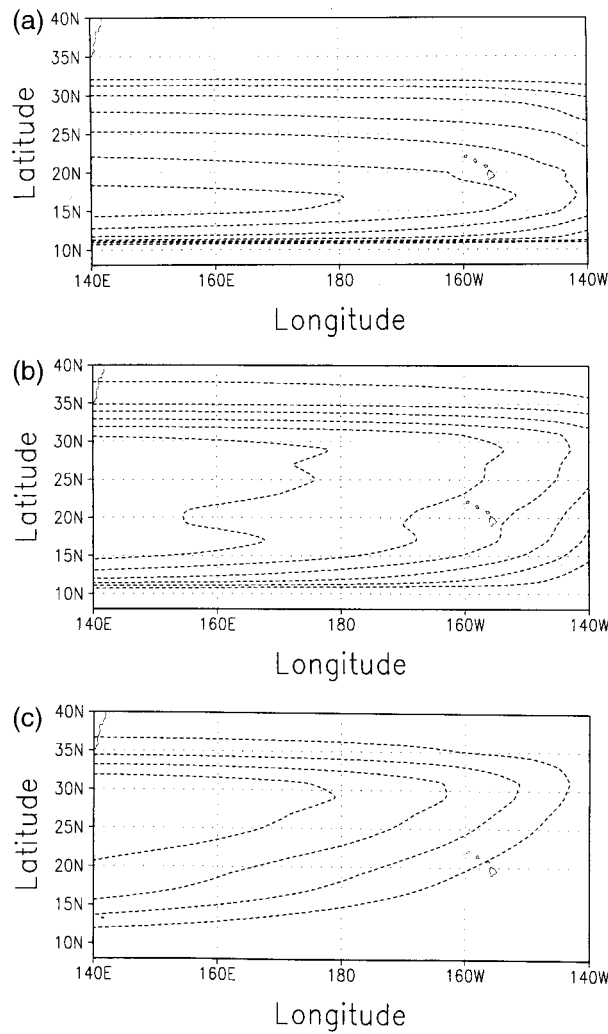 (a)
40N
35N
30N
25N
20N
15N
10N
Latitude
140E 160E 180 160W 140W
Longitude
(b)
40N
35N
30N
25N
20N
15N
10N
Latitude
140E 160E 180 160W 140W
Longitude
(c)
40N
35N
30N
25N
20N
15N
10N
Latitude
140E 160E 180 160W 140W
Longitude